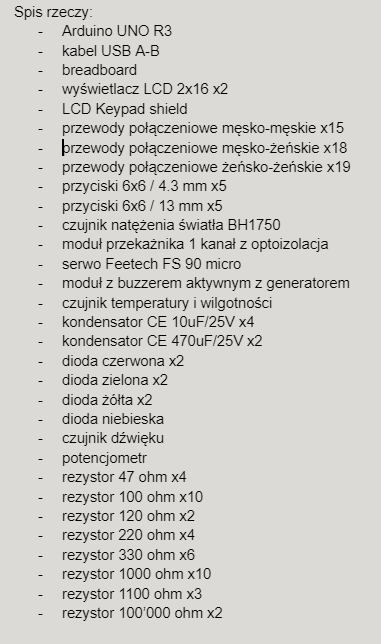 Spis rzeczy:
- Arduino UNO R3
- kabel USB A-B
- breadboard
- wyświetlacz LCD 2x16 x2
- LCD Keypad shield
- przewody połączeniowe męsko-męskie x15
- przewody połączeniowe męsko-żeńskie x18
- przewody połączeniowe żeńsko-żeńskie x19
- przyciski 6x6 / 4.3 mm x5
- przyciski 6x6 / 13 mm x5
- czujnik natężenia światła BH1750
- moduł przekaźnika 1 kanał z optoizolacja
- serwo Feetech FS 90 micro
- moduł z buzzerem aktywnym z generatorem
- czujnik temperatury i wilgotności
- kondensator CE 10uF/25V x4
- kondensator CE 470uF/25V x2
- dioda czerwona x2
- dioda zielona x2
- dioda żółta x2
- dioda niebieska
- czujnik dźwięku
- potencjometr
- rezystor 47 ohm x4
- rezystor 100 ohm x10
- rezystor 120 ohm x2
- rezystor 220 ohm x4
- rezystor 330 ohm x6
- rezystor 1000 ohm x10
- rezystor 1100 ohm x3
- rezystor 100'000 ohm x2